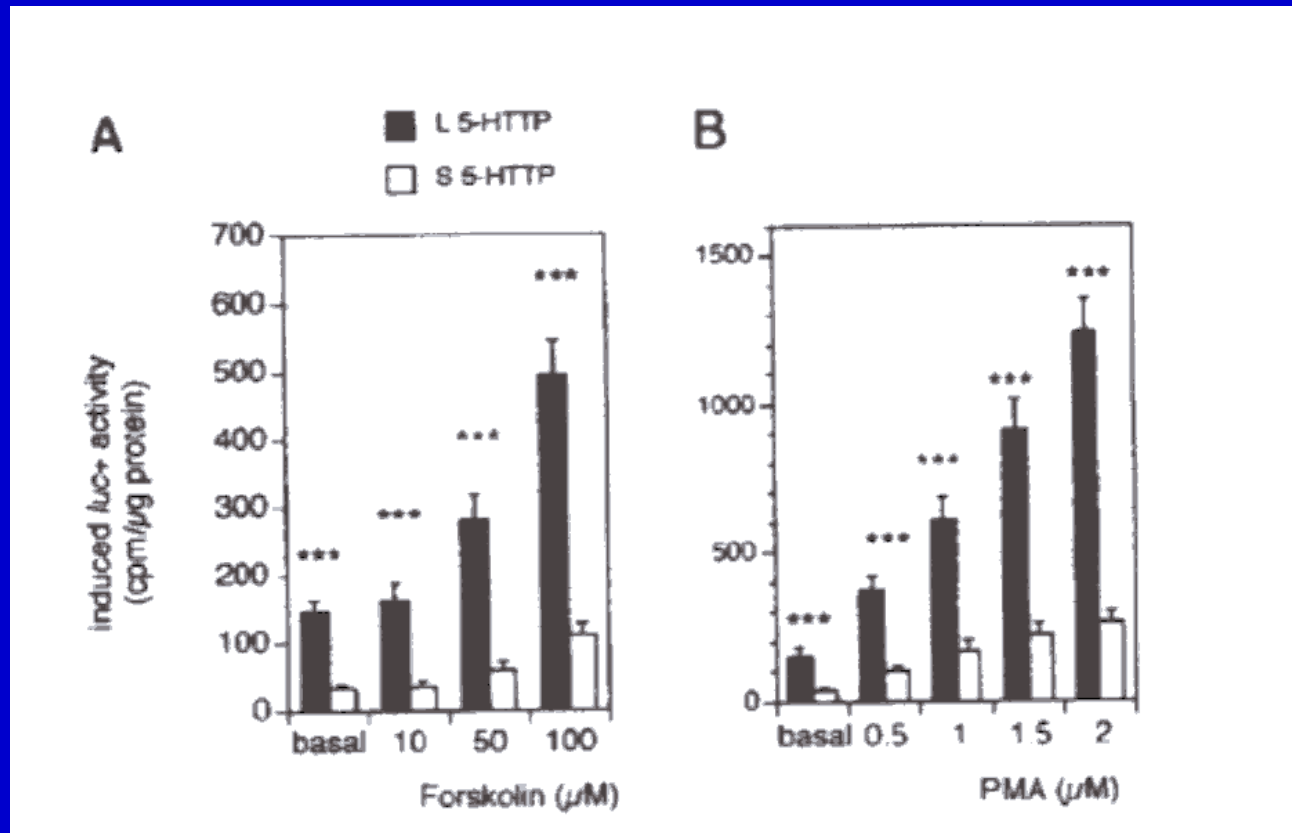 A
L 5-HTTP
S 5-HTTP
B
induced luc+ activity
(cpm/μg protein)
700
600
500
400
300
200
100
0
***
***
***
***
basal 10 50 100
Forskolin (μM)
1500
1000
500
0
***
***
***
***
***
basal 0.5 1 1.5 2
PMA (μM)